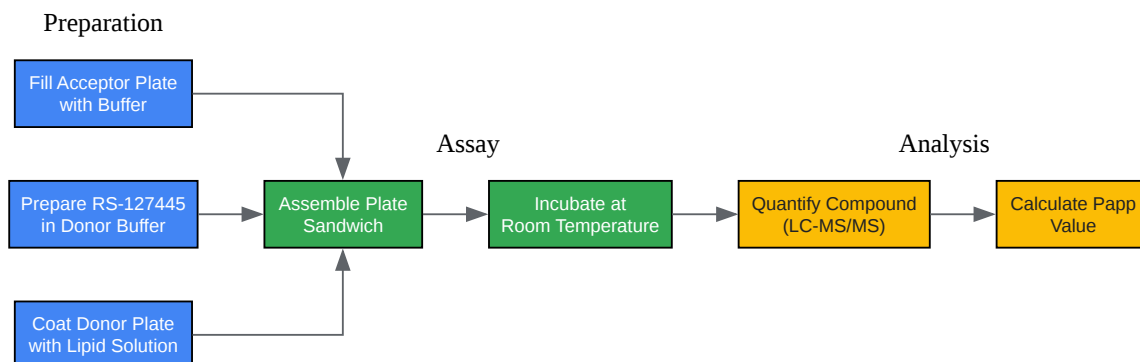 Preparation
Fill Acceptor Plate
with Buffer
Assay
Analysis
Prepare RS-127445
in Donor Buffer
Assemble Plate
Sandwich
Incubate at
Room Temperature
Quantify Compound
(LC-MS/MS)
Calculate Papp
Value
Coat Donor Plate
with Lipid Solution